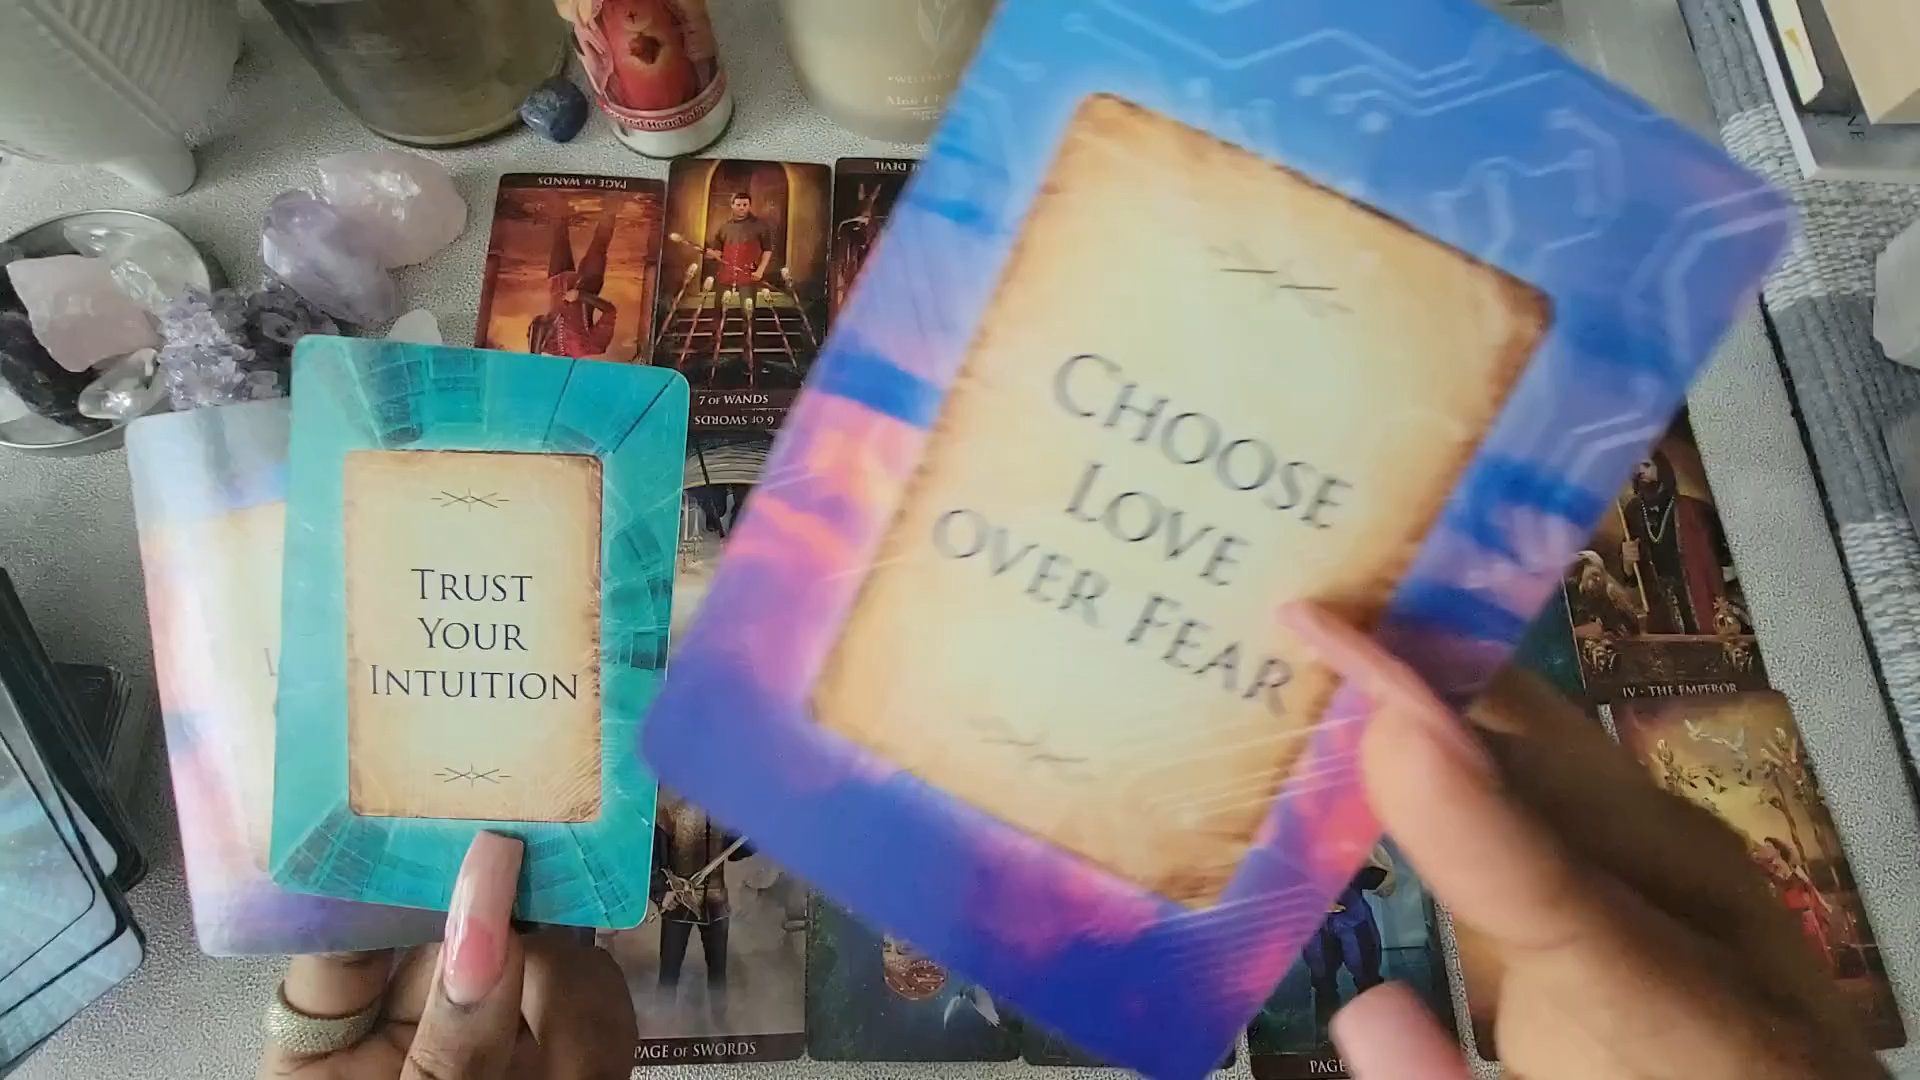 PAGE OF WANDS
7 OF WANDS
6 OF SWORDS
DEVIL
CHOOSE
LOVE
OVER FEAR
TRUST
YOUR
INTUITION
IV • THE EMPEROR
PAGE OF SWORDS
PAGE